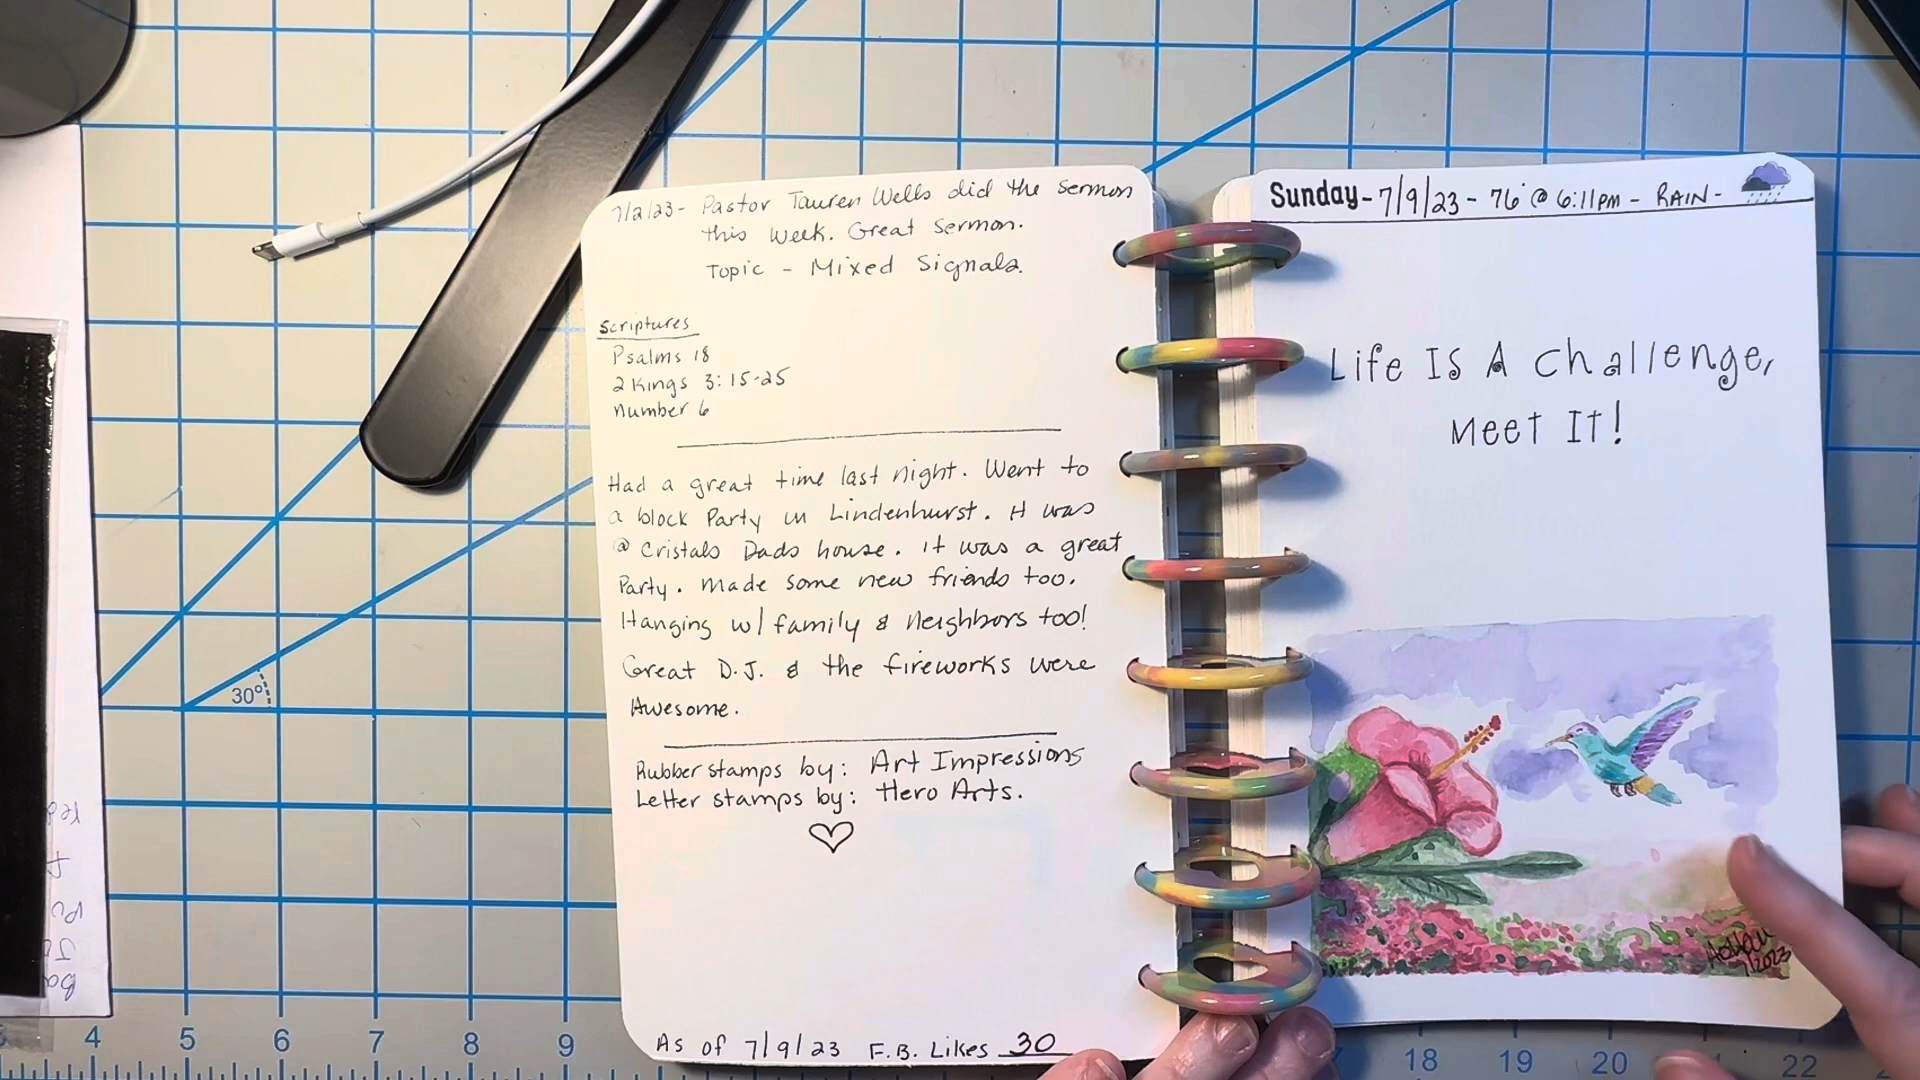 7/2/23- Pastor Tauren Wells did the sermon
this week. Great Sermon.
Topic - Mixed Signals.
Scriptures
Psalms 18
2 Kings 3:15-25
number 6
Had a great time last night. Went to
a block Party in Lindenhurst. It was
@ Cristals Dads house. It was a great
Party. Made some new friends too.
Hanging w/ family & neighbors too!
Great D.J. & the fireworks were
Awesome.
Rubber stamps by: Art Impressions
Letter stamps by: Hero Arts.
As of 7/9/23 F.B. Likes 30
Sunday - 7/9/23 - 76° @ 6:11pm - RAIN -
Life Is A Challenge,
Meet It!
7/2023
30°
4 5 6 7 8 9 18 19 20 21 22